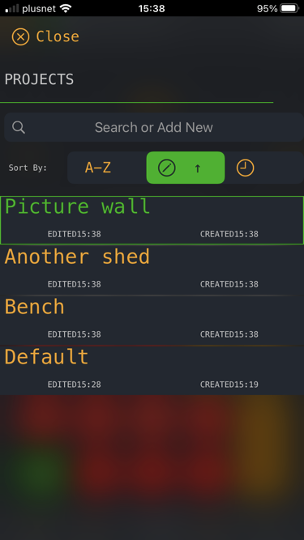 plusnet 15:38 95%
Close
PROJECTS
Search or Add New
Sort By: A-Z ↑
Picture wall
EDITED15:38 CREATED15:38
Another shed
EDITED15:38 CREATED15:38
Bench
EDITED15:38 CREATED15:38
Default
EDITED15:28 CREATED15:19